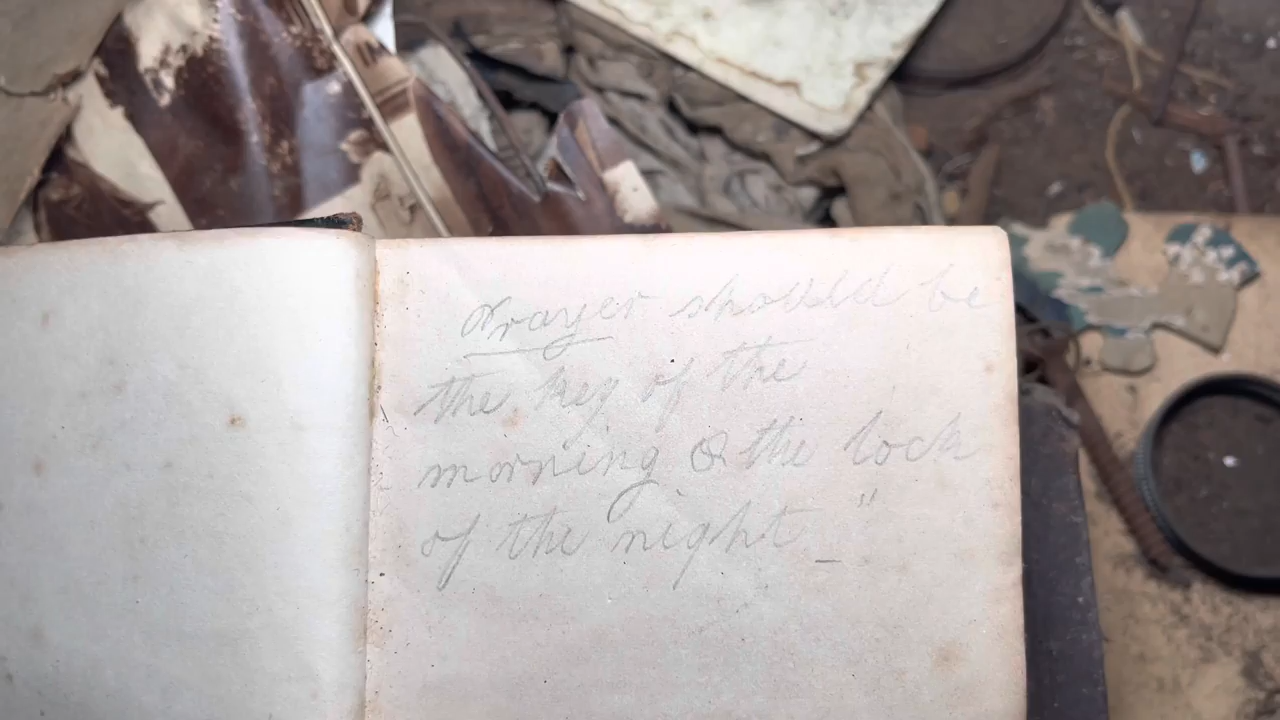 Prayer should be
the key of the
morning & the lock
of the night _ "